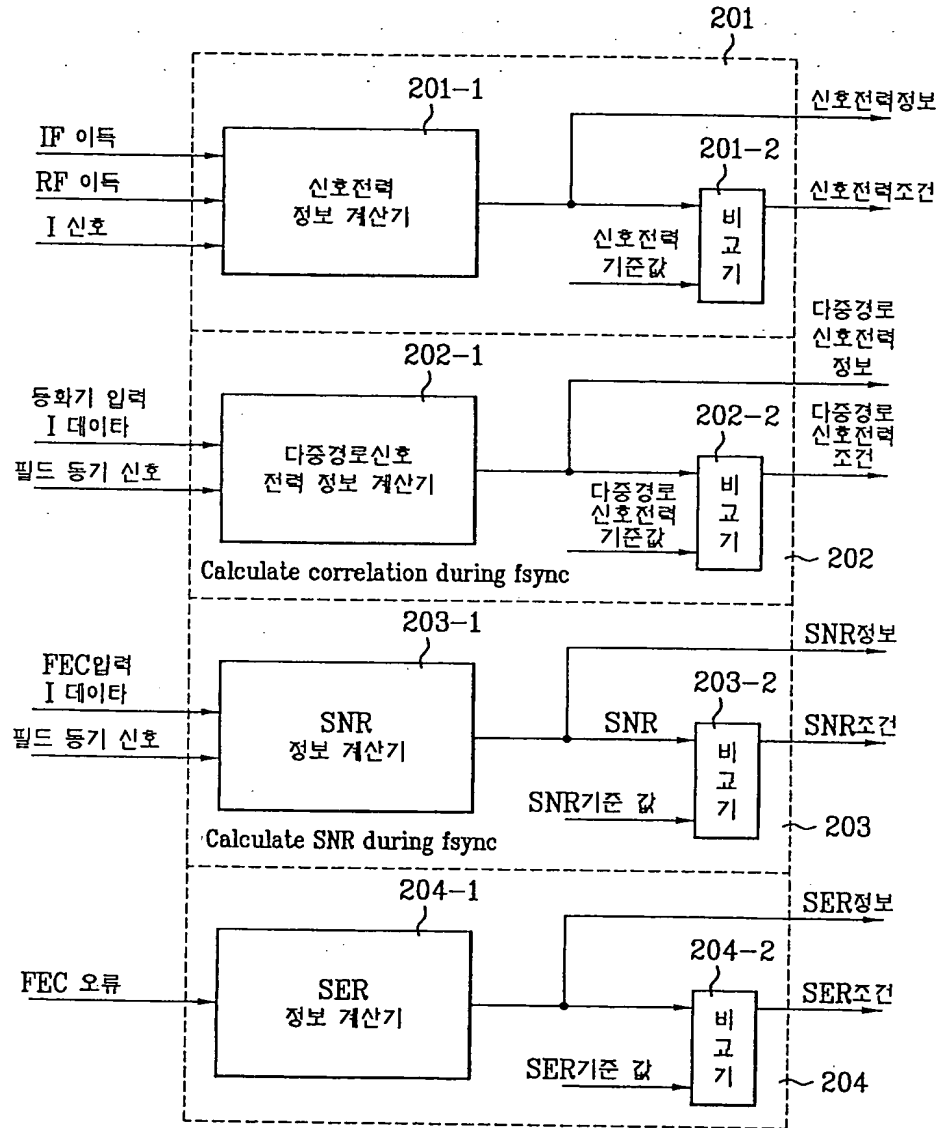 201
201-1
신호전력정보
IF 이득
RF 이득
I 신호
신호전력
정보 계산기
201-2
비
교
기
신호전력조건
신호전력
기준값
202-1
다중경로
신호전력
정보
등화기 입력
I 데이타
필드 동기 신호
다중경로신호
전력 정보 계산기
202-2
비
교
기
다중경로
신호전력
조건
다중경로
신호전력
기준값
202
Calculate correlation during fsync
203-1
SNR정보
FEC입력
I 데이타
필드 동기 신호
SNR
정보 계산기
SNR
203-2
비
교
기
SNR조건
SNR기준 값
203
Calculate SNR during fsync
204-1
SER정보
FEC 오류
SER
정보 계산기
204-2
비
교
기
SER조건
SER기준 값
204